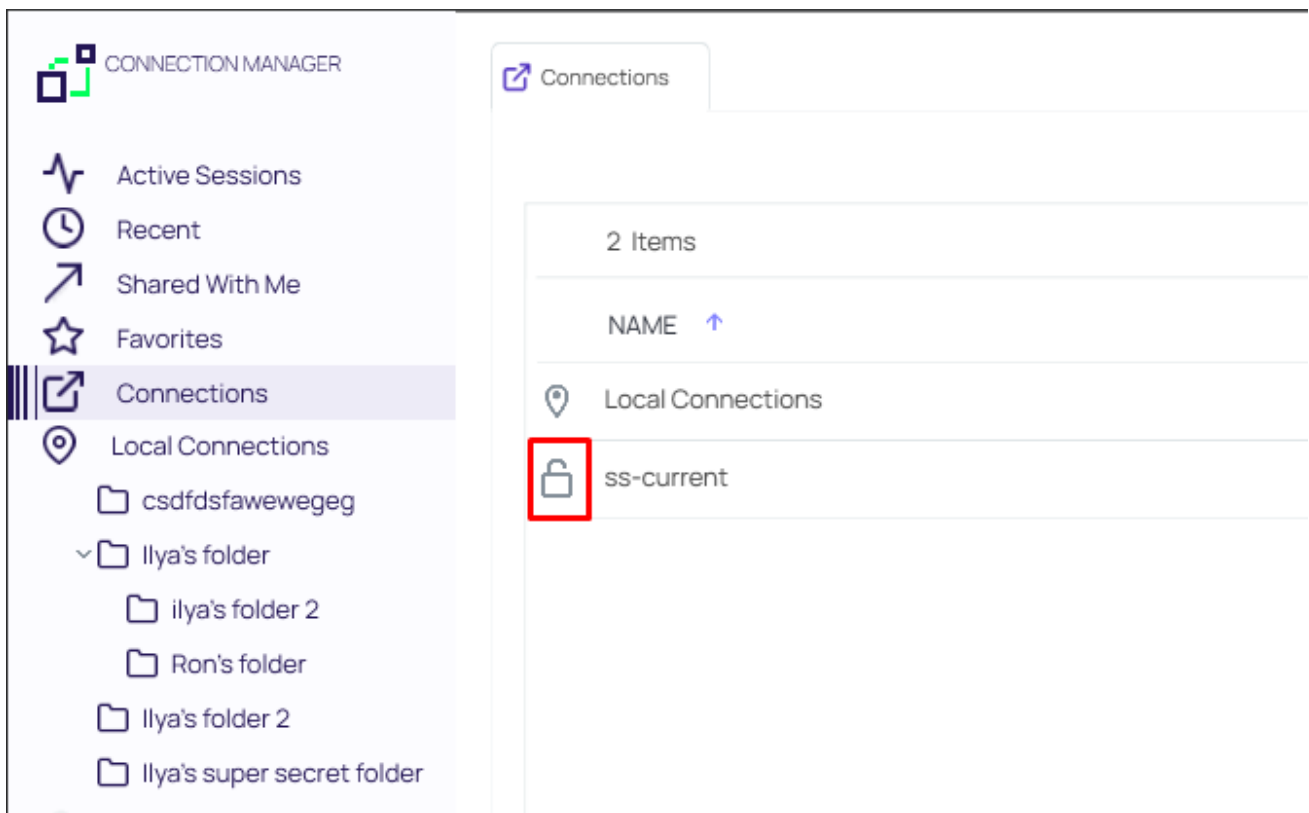 CONNECTION MANAGER
Active Sessions
Recent
Shared With Me
Favorites
Connections
Local Connections
csdfdsfawewegeg
Ilya's folder
ilya's folder 2
Ron's folder
Ilya's folder 2
Ilya's super secret folder
Connections
2 Items
NAME
Local Connections
ss-current